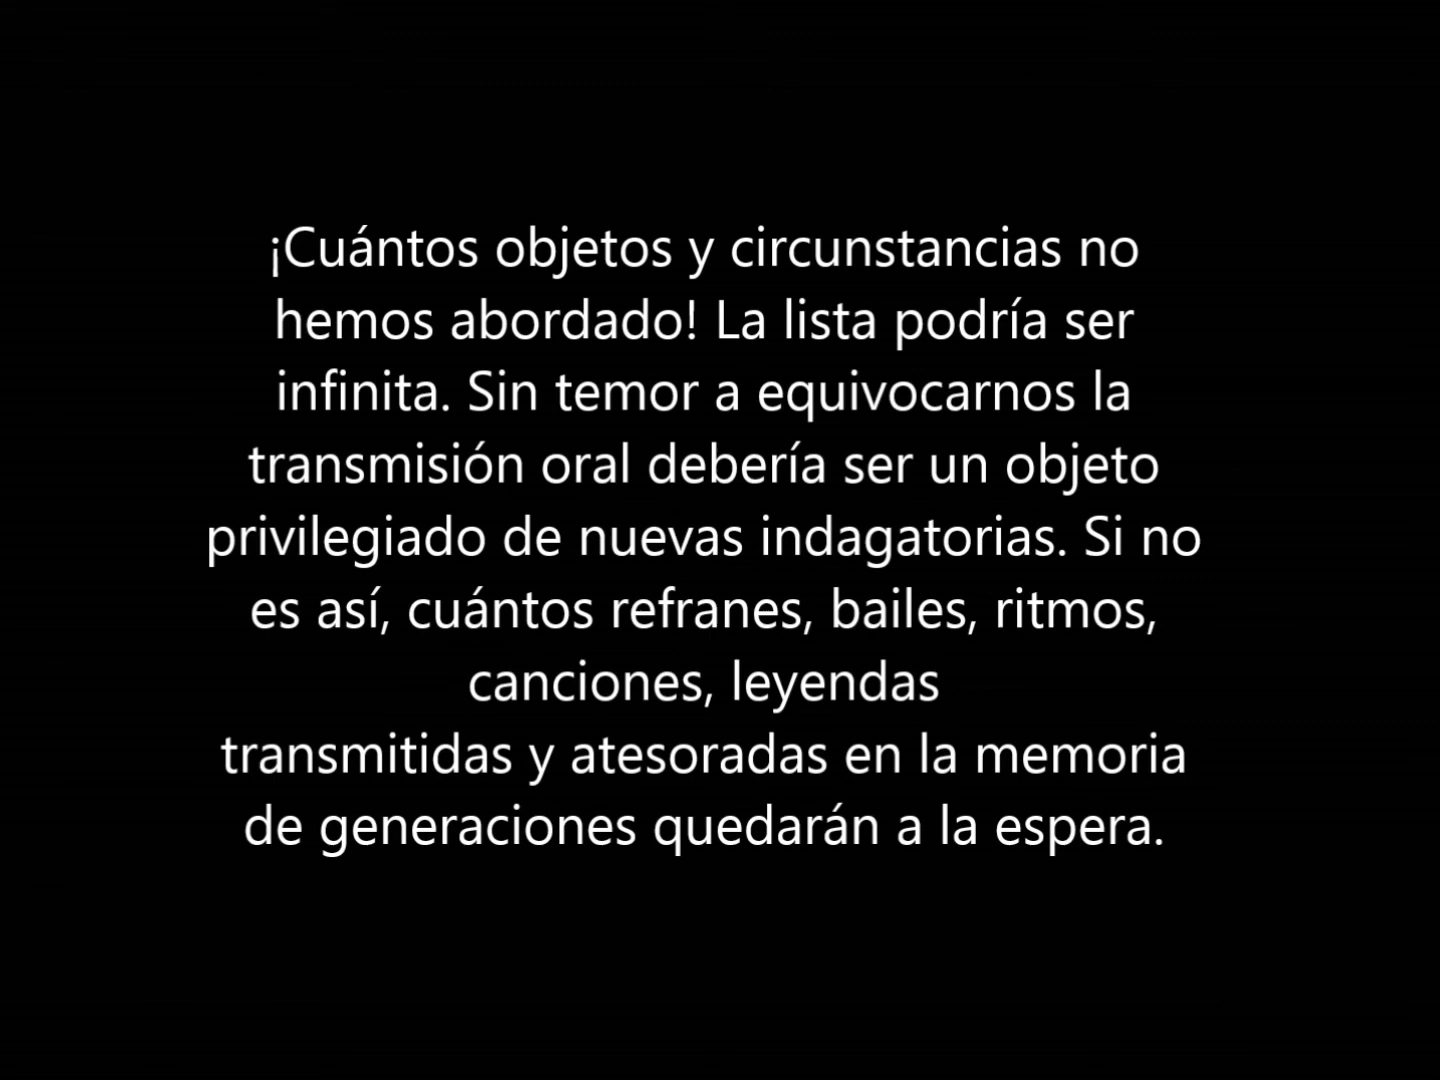 ¡Cuántos objetos y circunstancias no
hemos abordado! La lista podría ser
infinita. Sin temor a equivocarnos la
transmisión oral debería ser un objeto
privilegiado de nuevas indagatorias. Si no
es así, cuántos refranes, bailes, ritmos,
canciones, leyendas
transmitidas y atesoradas en la memoria
de generaciones quedarán a la espera.